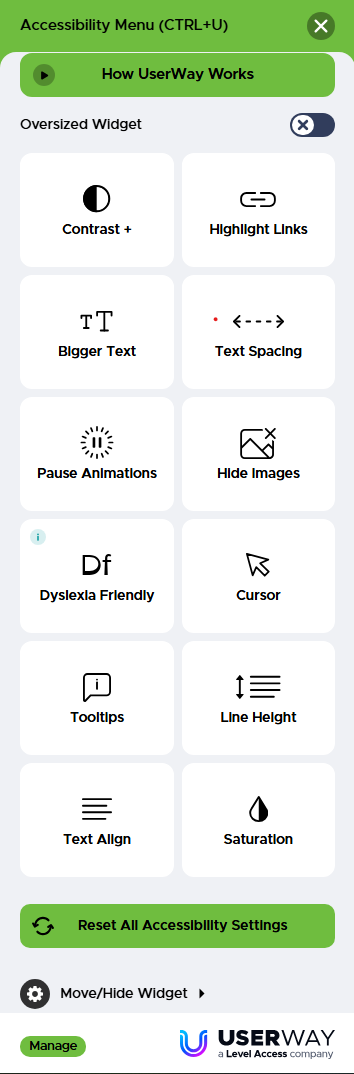 Accessibility Menu (CTRL+U)
How UserWay Works
Oversized Widget
Contrast +
Highlight Links
Bigger Text
Text Spacing
Pause Animations
Hide Images
Df
Dyslexia Friendly
Cursor
Tooltips
Line Height
Text Align
Saturation
Reset All Accessibility Settings
Move/Hide Widget
Manage
USERWAY
a Level Access company